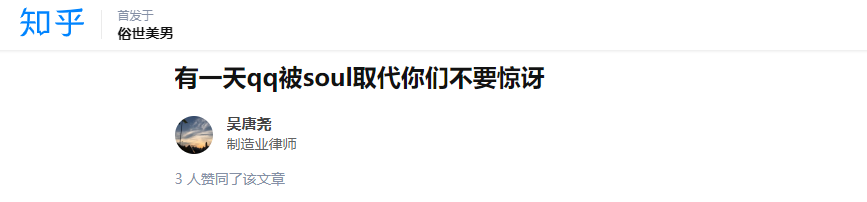 知乎
首发于
俗世美男
有一天qq被soul取代你们不要惊讶
吴唐尧
制造业律师
3 人赞同了该文章